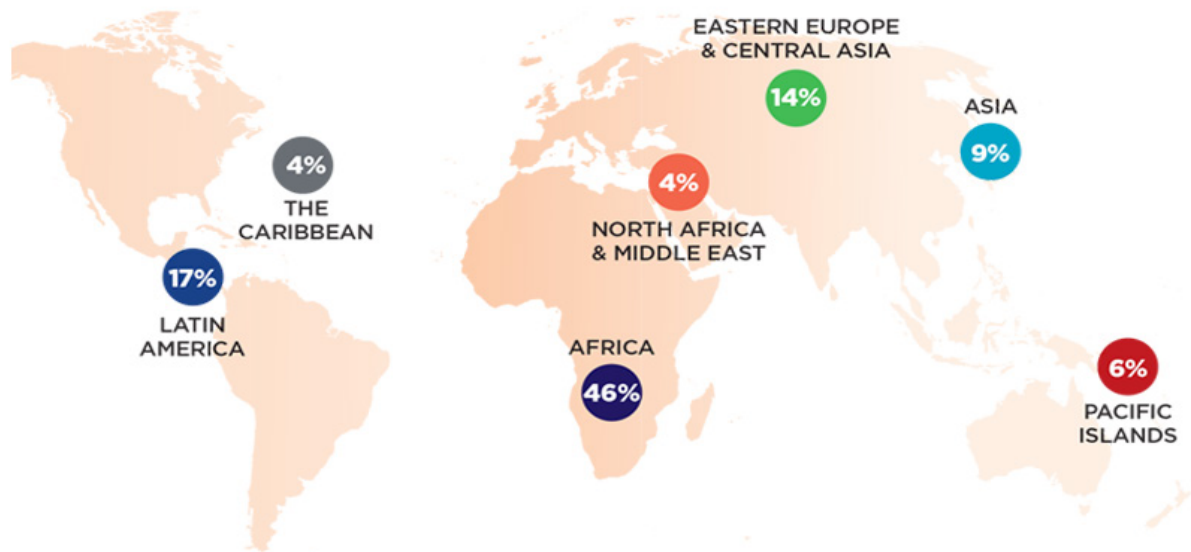 EASTERN EUROPE
& CENTRAL ASIA
14%
ASIA
9%
4%
THE
CARIBBEAN
4%
NORTH AFRICA
& MIDDLE EAST
17%
LATIN
AMERICA
AFRICA
46%
6%
PACIFIC
ISLANDS